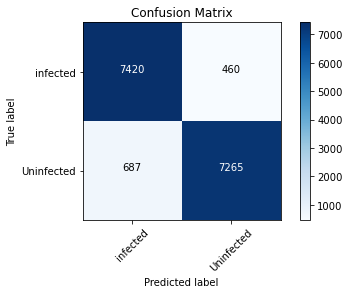 Confusion Matrix
True label
infected
7420
460
Uninfected
687
7265
infected
Uninfected
Predicted label
7000
6000
5000
4000
3000
2000
1000